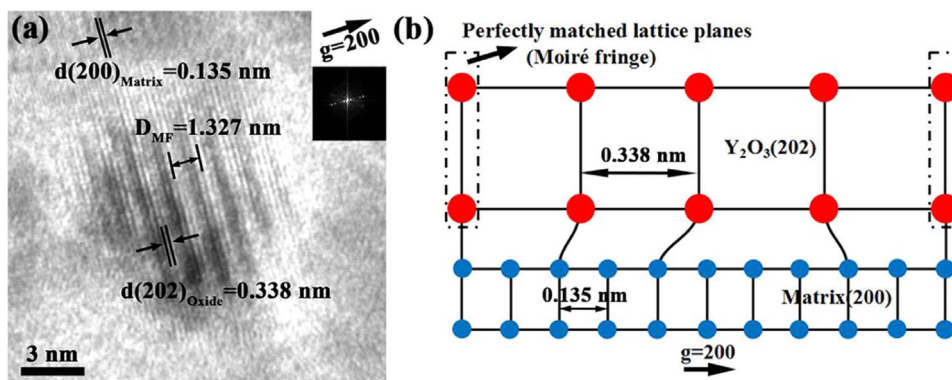 (a)
g=200
d(200)Matrix=0.135 nm
DMF=1.327 nm
d(202)Oxide=0.338 nm
3 nm
(b)
Perfectly matched lattice planes
(Moiré fringe)
Y2O3(202)
0.338 nm
0.135 nm
Matrix(200)
g=200